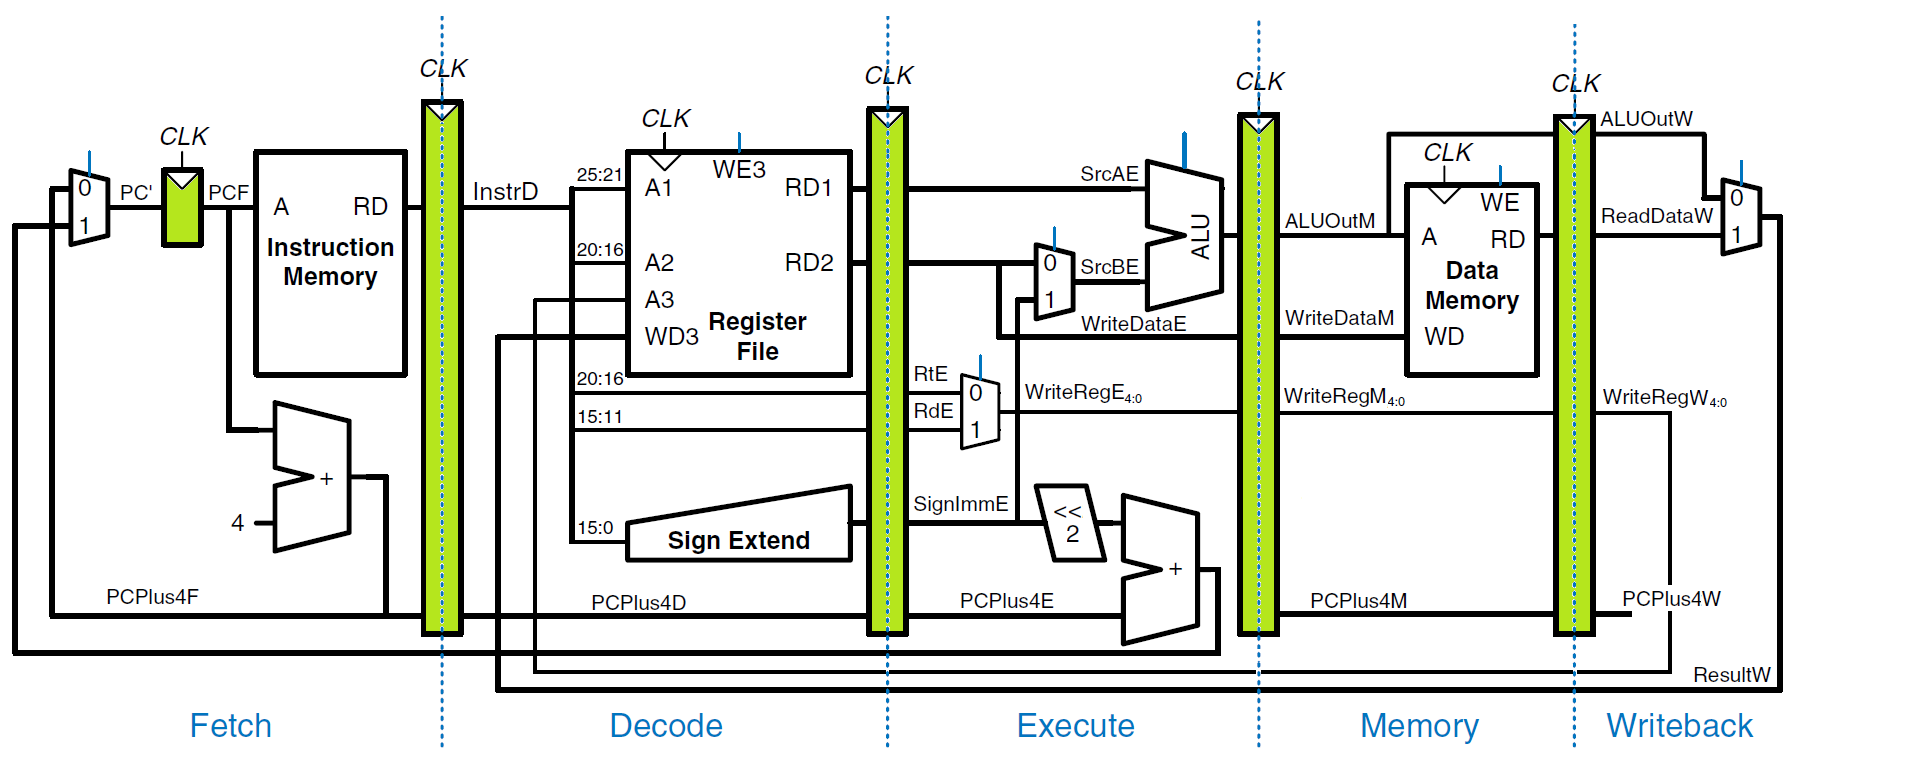 CLK
CLK
CLK
CLK
CLK
CLK
CLK
0
1
PC'
PCF
A
RD
Instruction
Memory
+
4
PCPlus4F
InstrD
25:21
20:16
20:16
15:11
15:0
A1
A2
A3
WD3
WE3
RD1
RD2
Register
File
Sign Extend
PCPlus4D
SrcAE
0
1
SrcBE
ALU
WriteDataE
RtE
RdE
0
1
WriteRegE4:0
SignImmE
<<
2
+
PCPlus4E
ALUOutM
WriteDataM
WriteRegM4:0
PCPlus4M
A
WE
RD
Data
Memory
WD
ALUOutW
ReadDataW
0
1
WriteRegW4:0
PCPlus4W
ResultW
Fetch
Decode
Execute
Memory
Writeback